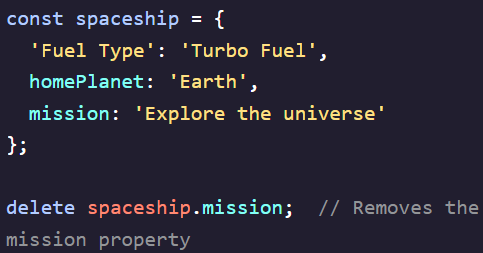 const spaceship = {
  'Fuel Type': 'Turbo Fuel',
  homePlanet: 'Earth',
  mission: 'Explore the universe'
};

delete spaceship.mission;  // Removes the
mission property